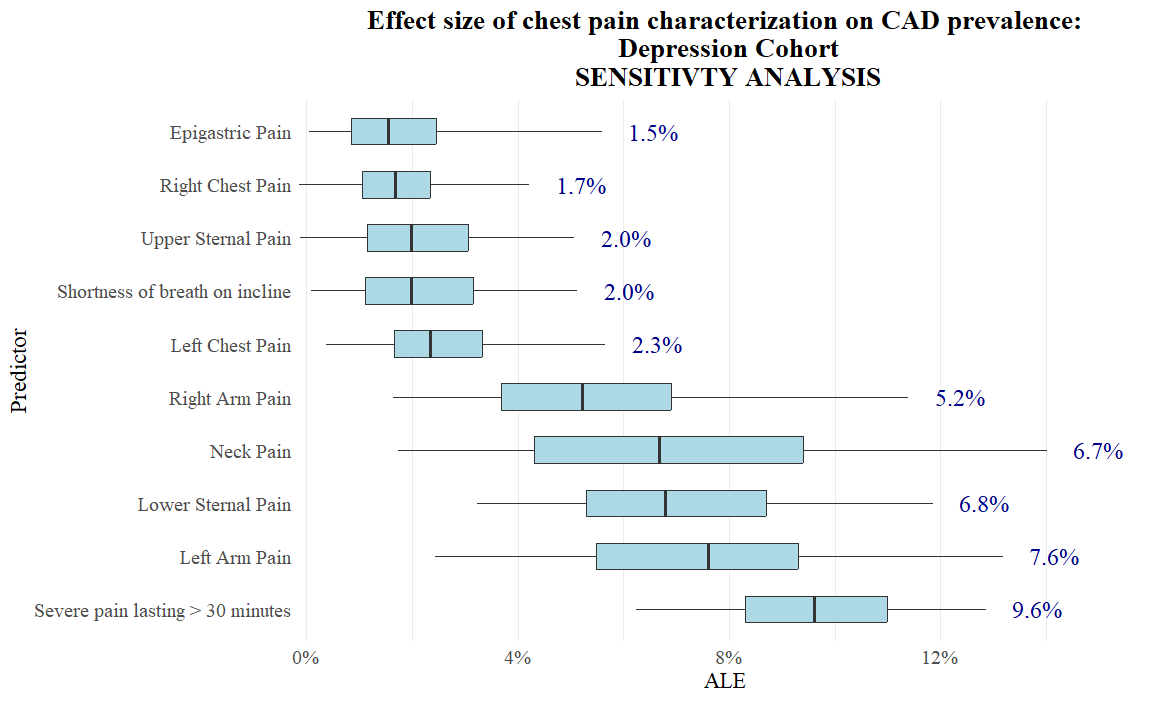 Effect size of chest pain characterization on CAD prevalence:
Depression Cohort
SENSITIVTY ANALYSIS
Predictor
Epigastric Pain 1.5%
Right Chest Pain 1.7%
Upper Sternal Pain 2.0%
Shortness of breath on incline 2.0%
Left Chest Pain 2.3%
Right Arm Pain 5.2%
Neck Pain 6.7%
Lower Sternal Pain 6.8%
Left Arm Pain 7.6%
Severe pain lasting > 30 minutes 9.6%
0% 4% 8% 12%
ALE